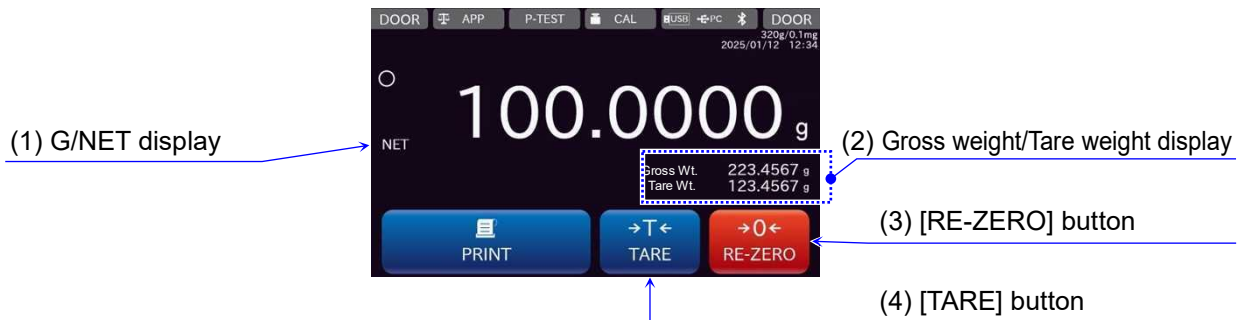 DOOR APP P-TEST CAL USB PC DOOR
320g/0.1mg
2025/01/12 12:34
100.0000 g
NET
(1) G/NET display
(2) Gross weight/Tare weight display
Gross Wt. 223.4567 g
Tare Wt. 123.4567 g
→T← →0←
PRINT TARE RE-ZERO
(3) [RE-ZERO] button
(4) [TARE] button